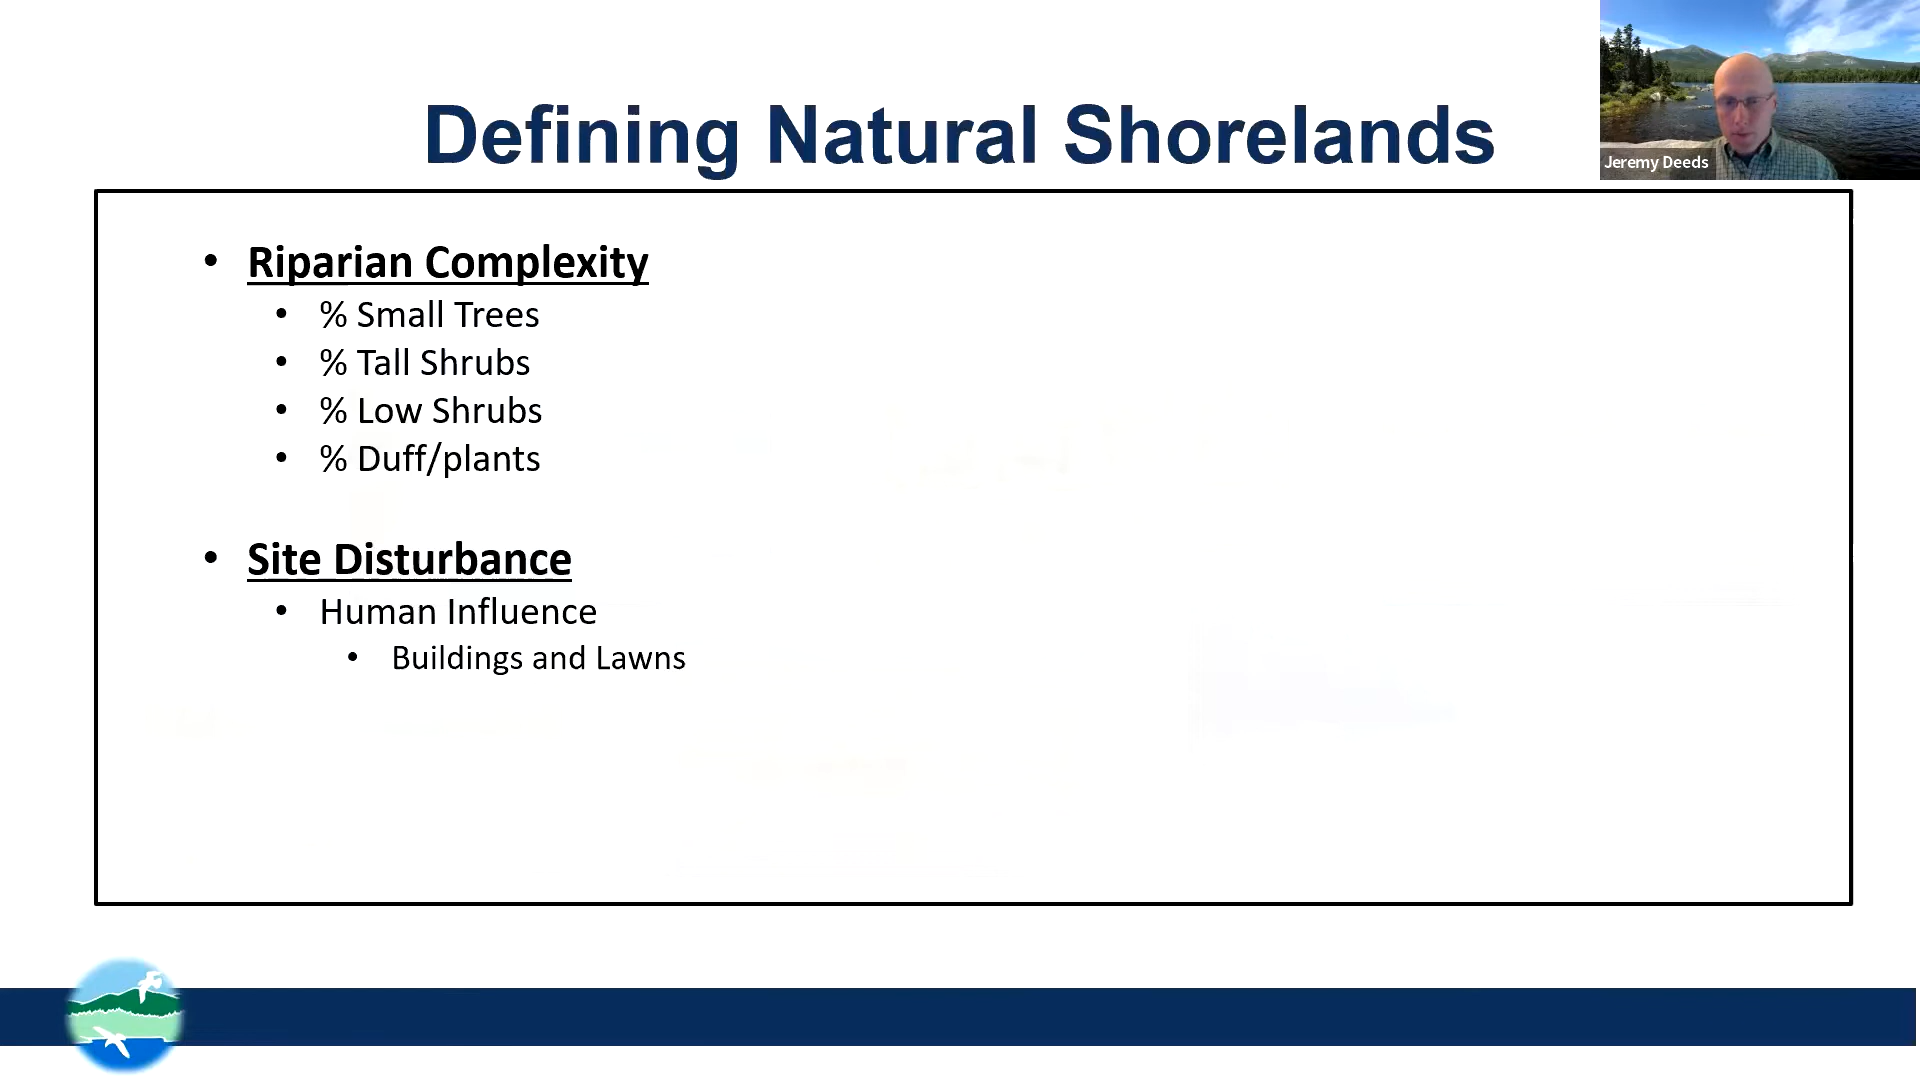 Defining Natural Shorelands
Jeremy Deeds
• Riparian Complexity
• % Small Trees
• % Tall Shrubs
• % Low Shrubs
• % Duff/plants
• Site Disturbance
• Human Influence
• Buildings and Lawns